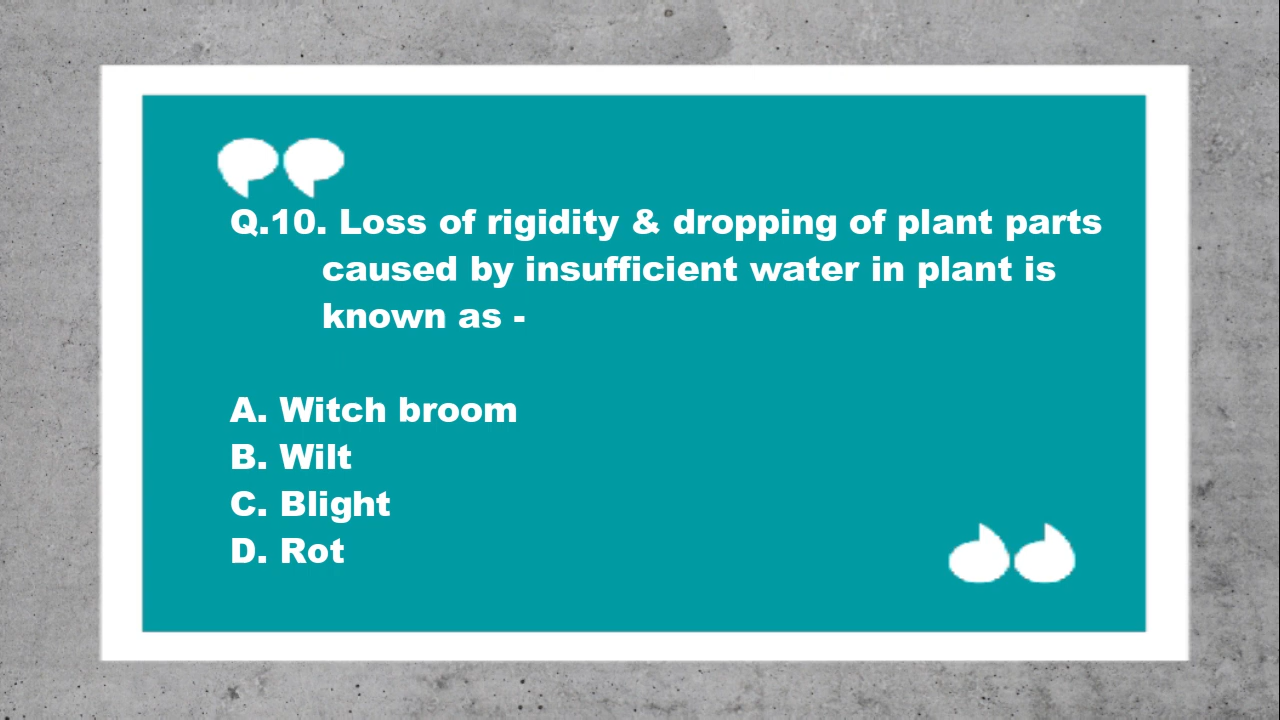 Q.10. Loss of rigidity & dropping of plant parts
caused by insufficient water in plant is
known as -
A. Witch broom
B. Wilt
C. Blight
D. Rot